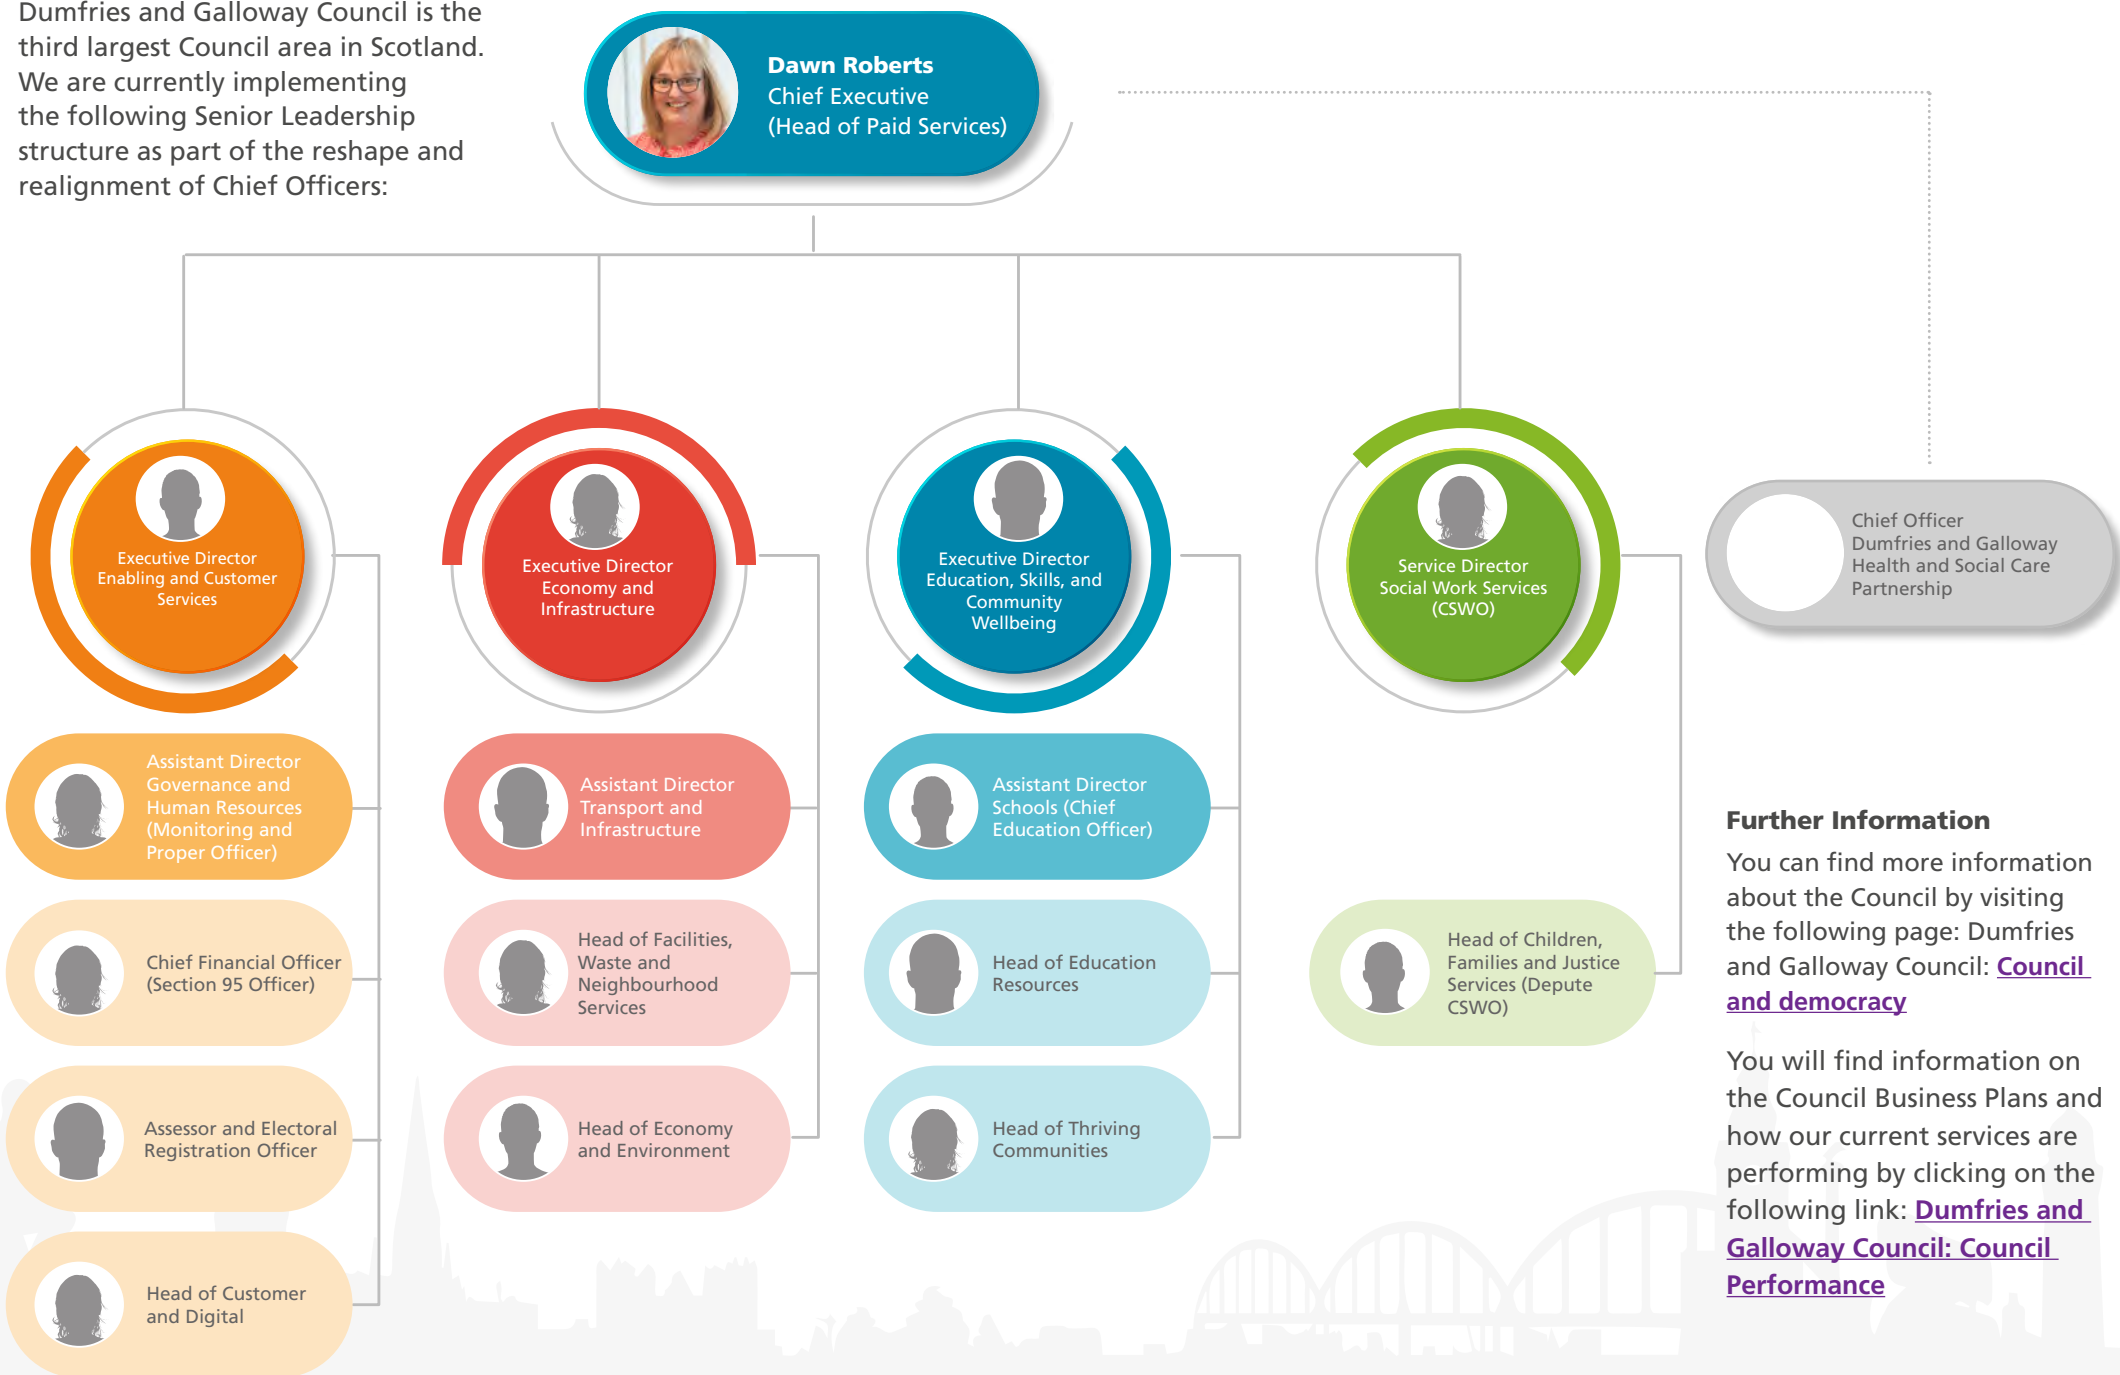 Dumfries and Galloway Council is the
third largest Council area in Scotland.
We are currently implementing
the following Senior Leadership
structure as part of the reshape and
realignment of Chief Officers:
Dawn Roberts
Chief Executive
(Head of Paid Services)
Executive Director
Enabling and Customer
Services
Executive Director
Economy and
Infrastructure
Executive Director
Education, Skills, and
Community
Wellbeing
Service Director
Social Work Services
(CSWO)
Chief Officer
Dumfries and Galloway
Health and Social Care
Partnership
Assistant Director
Governance and
Human Resources
(Monitoring and
Proper Officer)
Chief Financial Officer
(Section 95 Officer)
Assessor and Electoral
Registration Officer
Head of Customer
and Digital
Assistant Director
Transport and
Infrastructure
Head of Facilities,
Waste and
Neighbourhood
Services
Head of Economy
and Environment
Assistant Director
Schools (Chief
Education Officer)
Head of Education
Resources
Head of Thriving
Communities
Head of Children,
Families and Justice
Services (Depute
CSWO)
Further Information
You can find more information
about the Council by visiting
the following page: Dumfries
and Galloway Council: Council
and democracy
You will find information on
the Council Business Plans and
how our current services are
performing by clicking on the
following link: Dumfries and
Galloway Council: Council
Performance